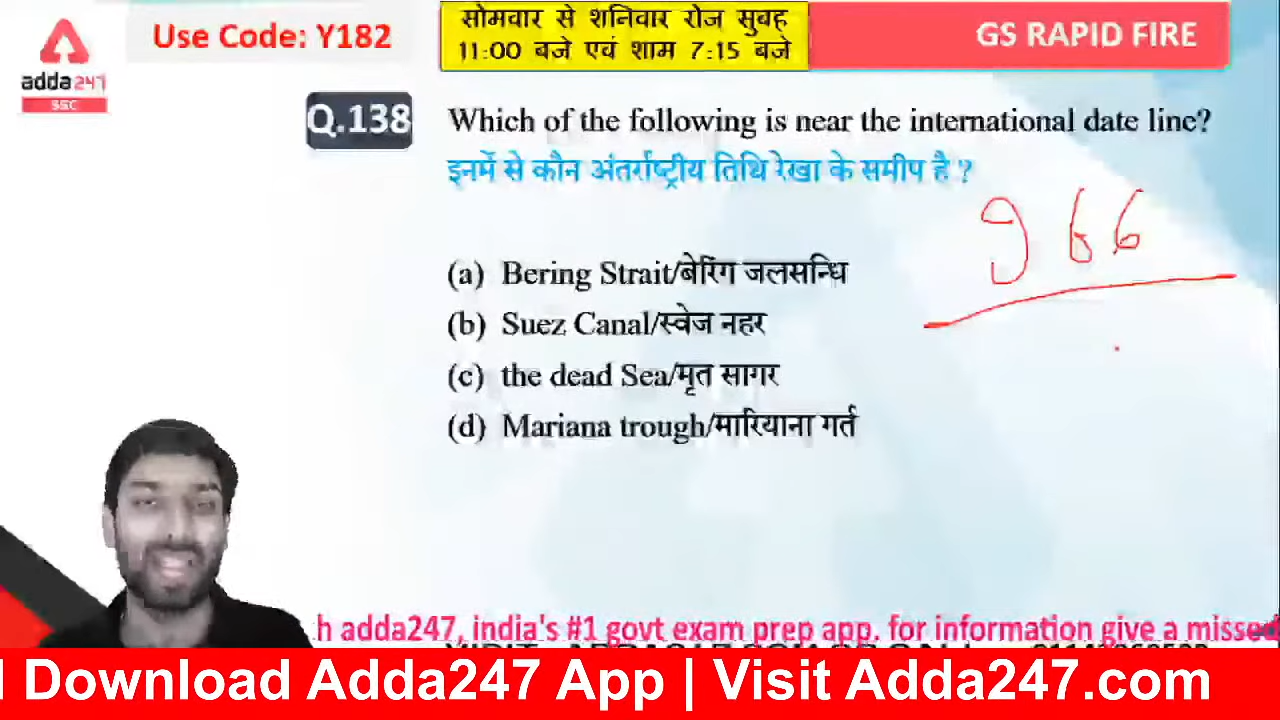 Use Code: Y182
सोमवार से शनिवार रोज सुबह
11:00 बजे एवं शाम 7:15 बजे
GS RAPID FIRE
adda247
SSC
Q.138 Which of the following is near the international date line?
इनमें से कौन अंतर्राष्ट्रीय तिथि रेखा के समीप है ?
966
(a) Bering Strait/बेरिंग जलसन्धि
(b) Suez Canal/स्वेज नहर
(c) the dead Sea/मृत सागर
(d) Mariana trough/मारियाना गर्त
h adda247, india's #1 govt exam prep app. for information give a missed
Download Adda247 App | Visit Adda247.com